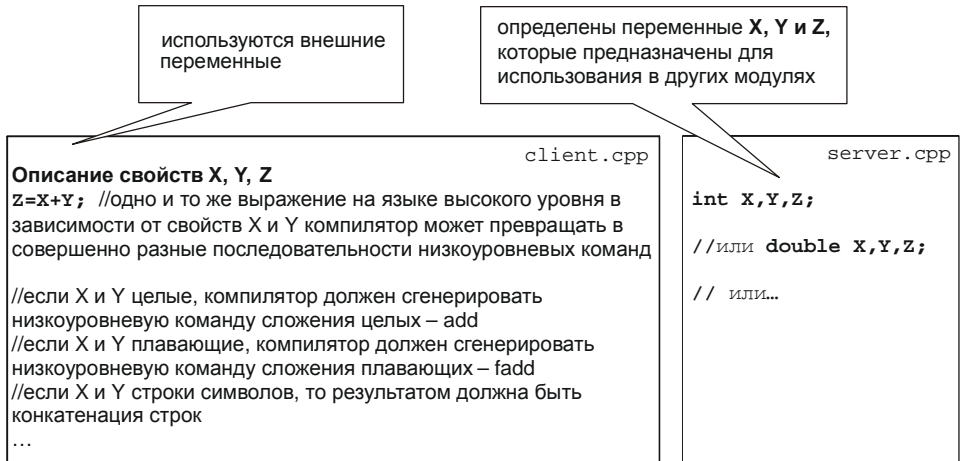 используются внешние
переменные
определены переменные X, Y и Z,
которые предназначены для
использования в других модулях
client.cpp
Описание свойств X, Y, Z
Z=X+Y; //одно и то же выражение на языке высокого уровня в
зависимости от свойств X и Y компилятор может превращать в
совершенно разные последовательности низкоуровневых команд
//если X и Y целые, компилятор должен сгенерировать
низкоуровневую команду сложения целых – add
//если X и Y плавающие, компилятор должен сгенерировать
низкоуровневую команду сложения плавающих – fadd
//если X и Y строки символов, то результатом должна быть
конкатенация строк
…
server.cpp
int X,Y,Z;
//или double X,Y,Z;
// или…